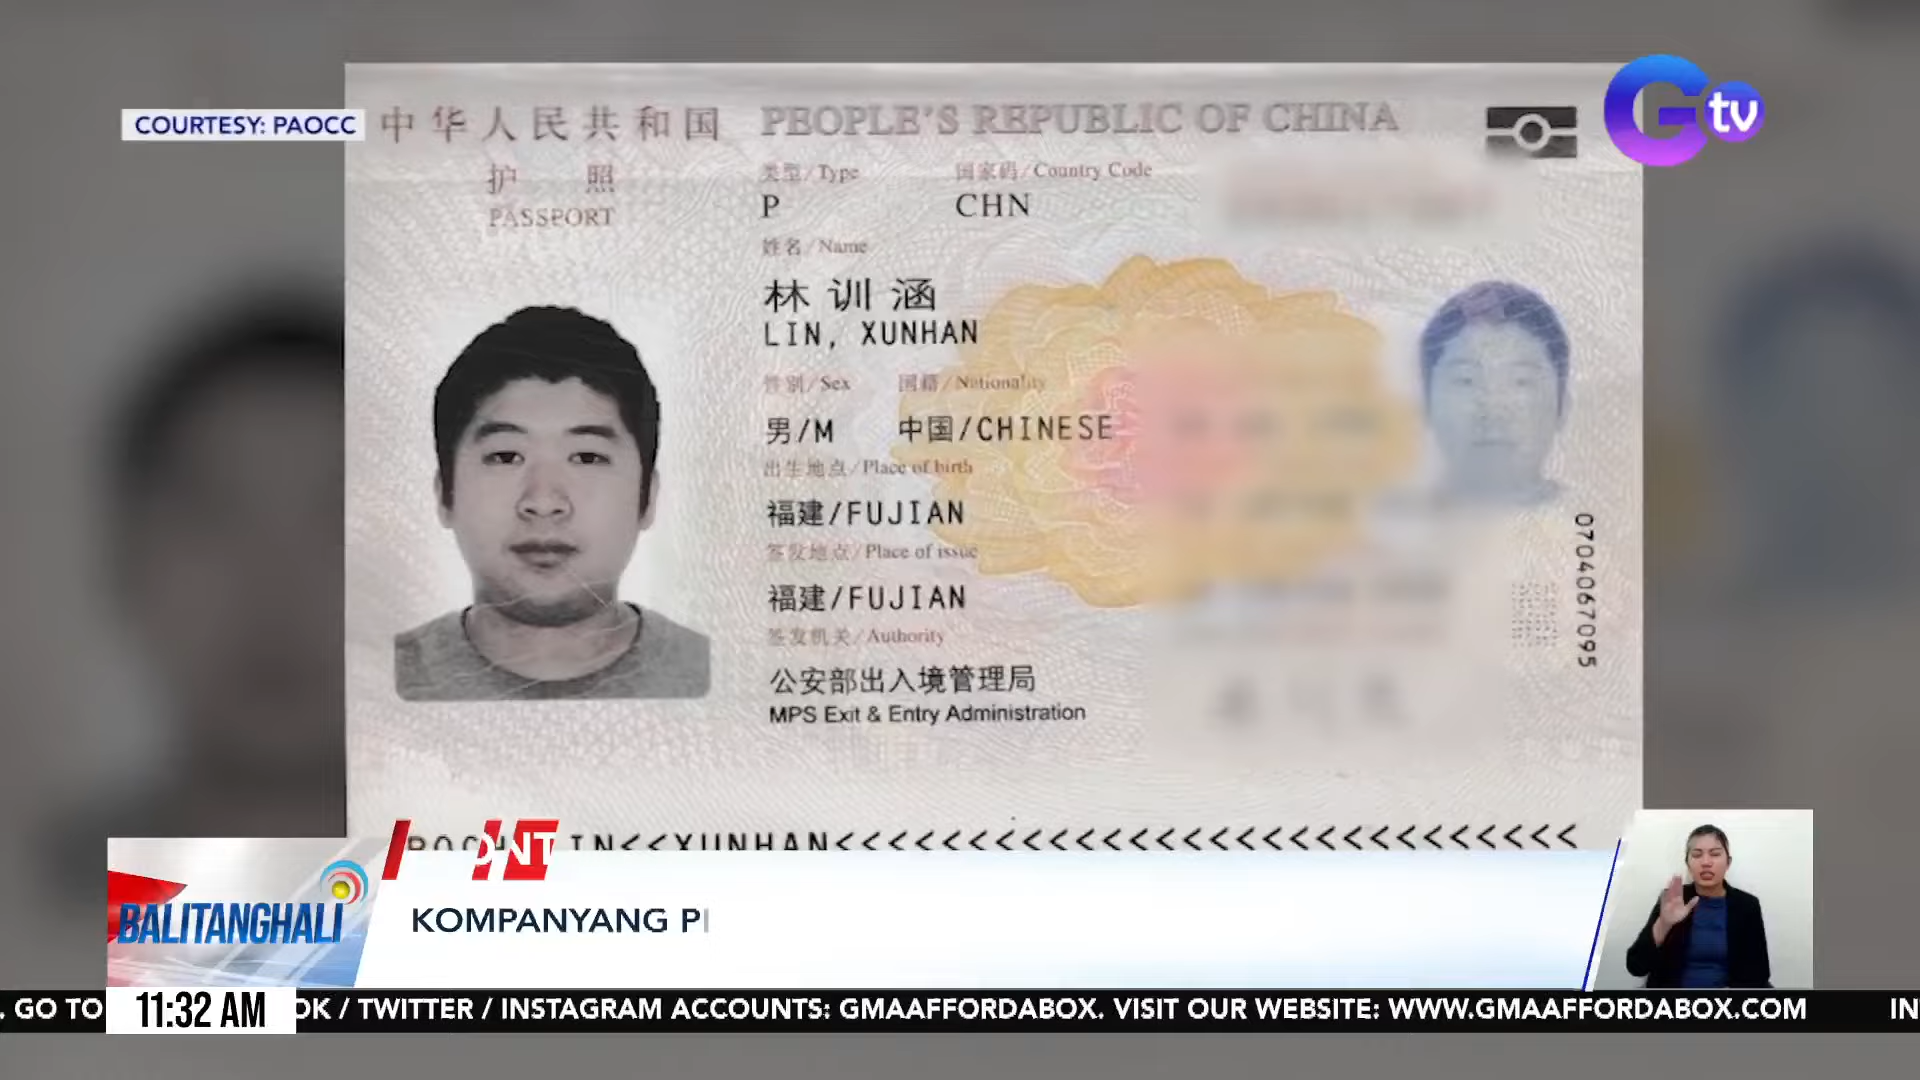 COURTESY: PAOCC
中华人民共和国 PEOPLE'S REPUBLIC OF CHINA
Gtv
护 照
PASSPORT
类型/Type 国家码/Country Code
P CHN
姓名/Name
林训涵
LIN, XUNHAN
性别/Sex 国籍/Nationality
男/M 中国/CHINESE
出生地点/Place of birth
福建/FUJIAN
签发地点/Place of issue
福建/FUJIAN
签发机关/Authority
公安部出入境管理局
MPS Exit & Entry Administration
0704067095
LIN<<XUNHAN<<<<<<<<<<<<<<<<<<<<<<<<<<<
BALITANGHALI
KOMPANYANG
11:32 AM
. GO TO OK / TWITTER / INSTAGRAM ACCOUNTS: GMAAFFORDABOX. VISIT OUR WEBSITE: WWW.GMAAFFORDABOX.COM IN